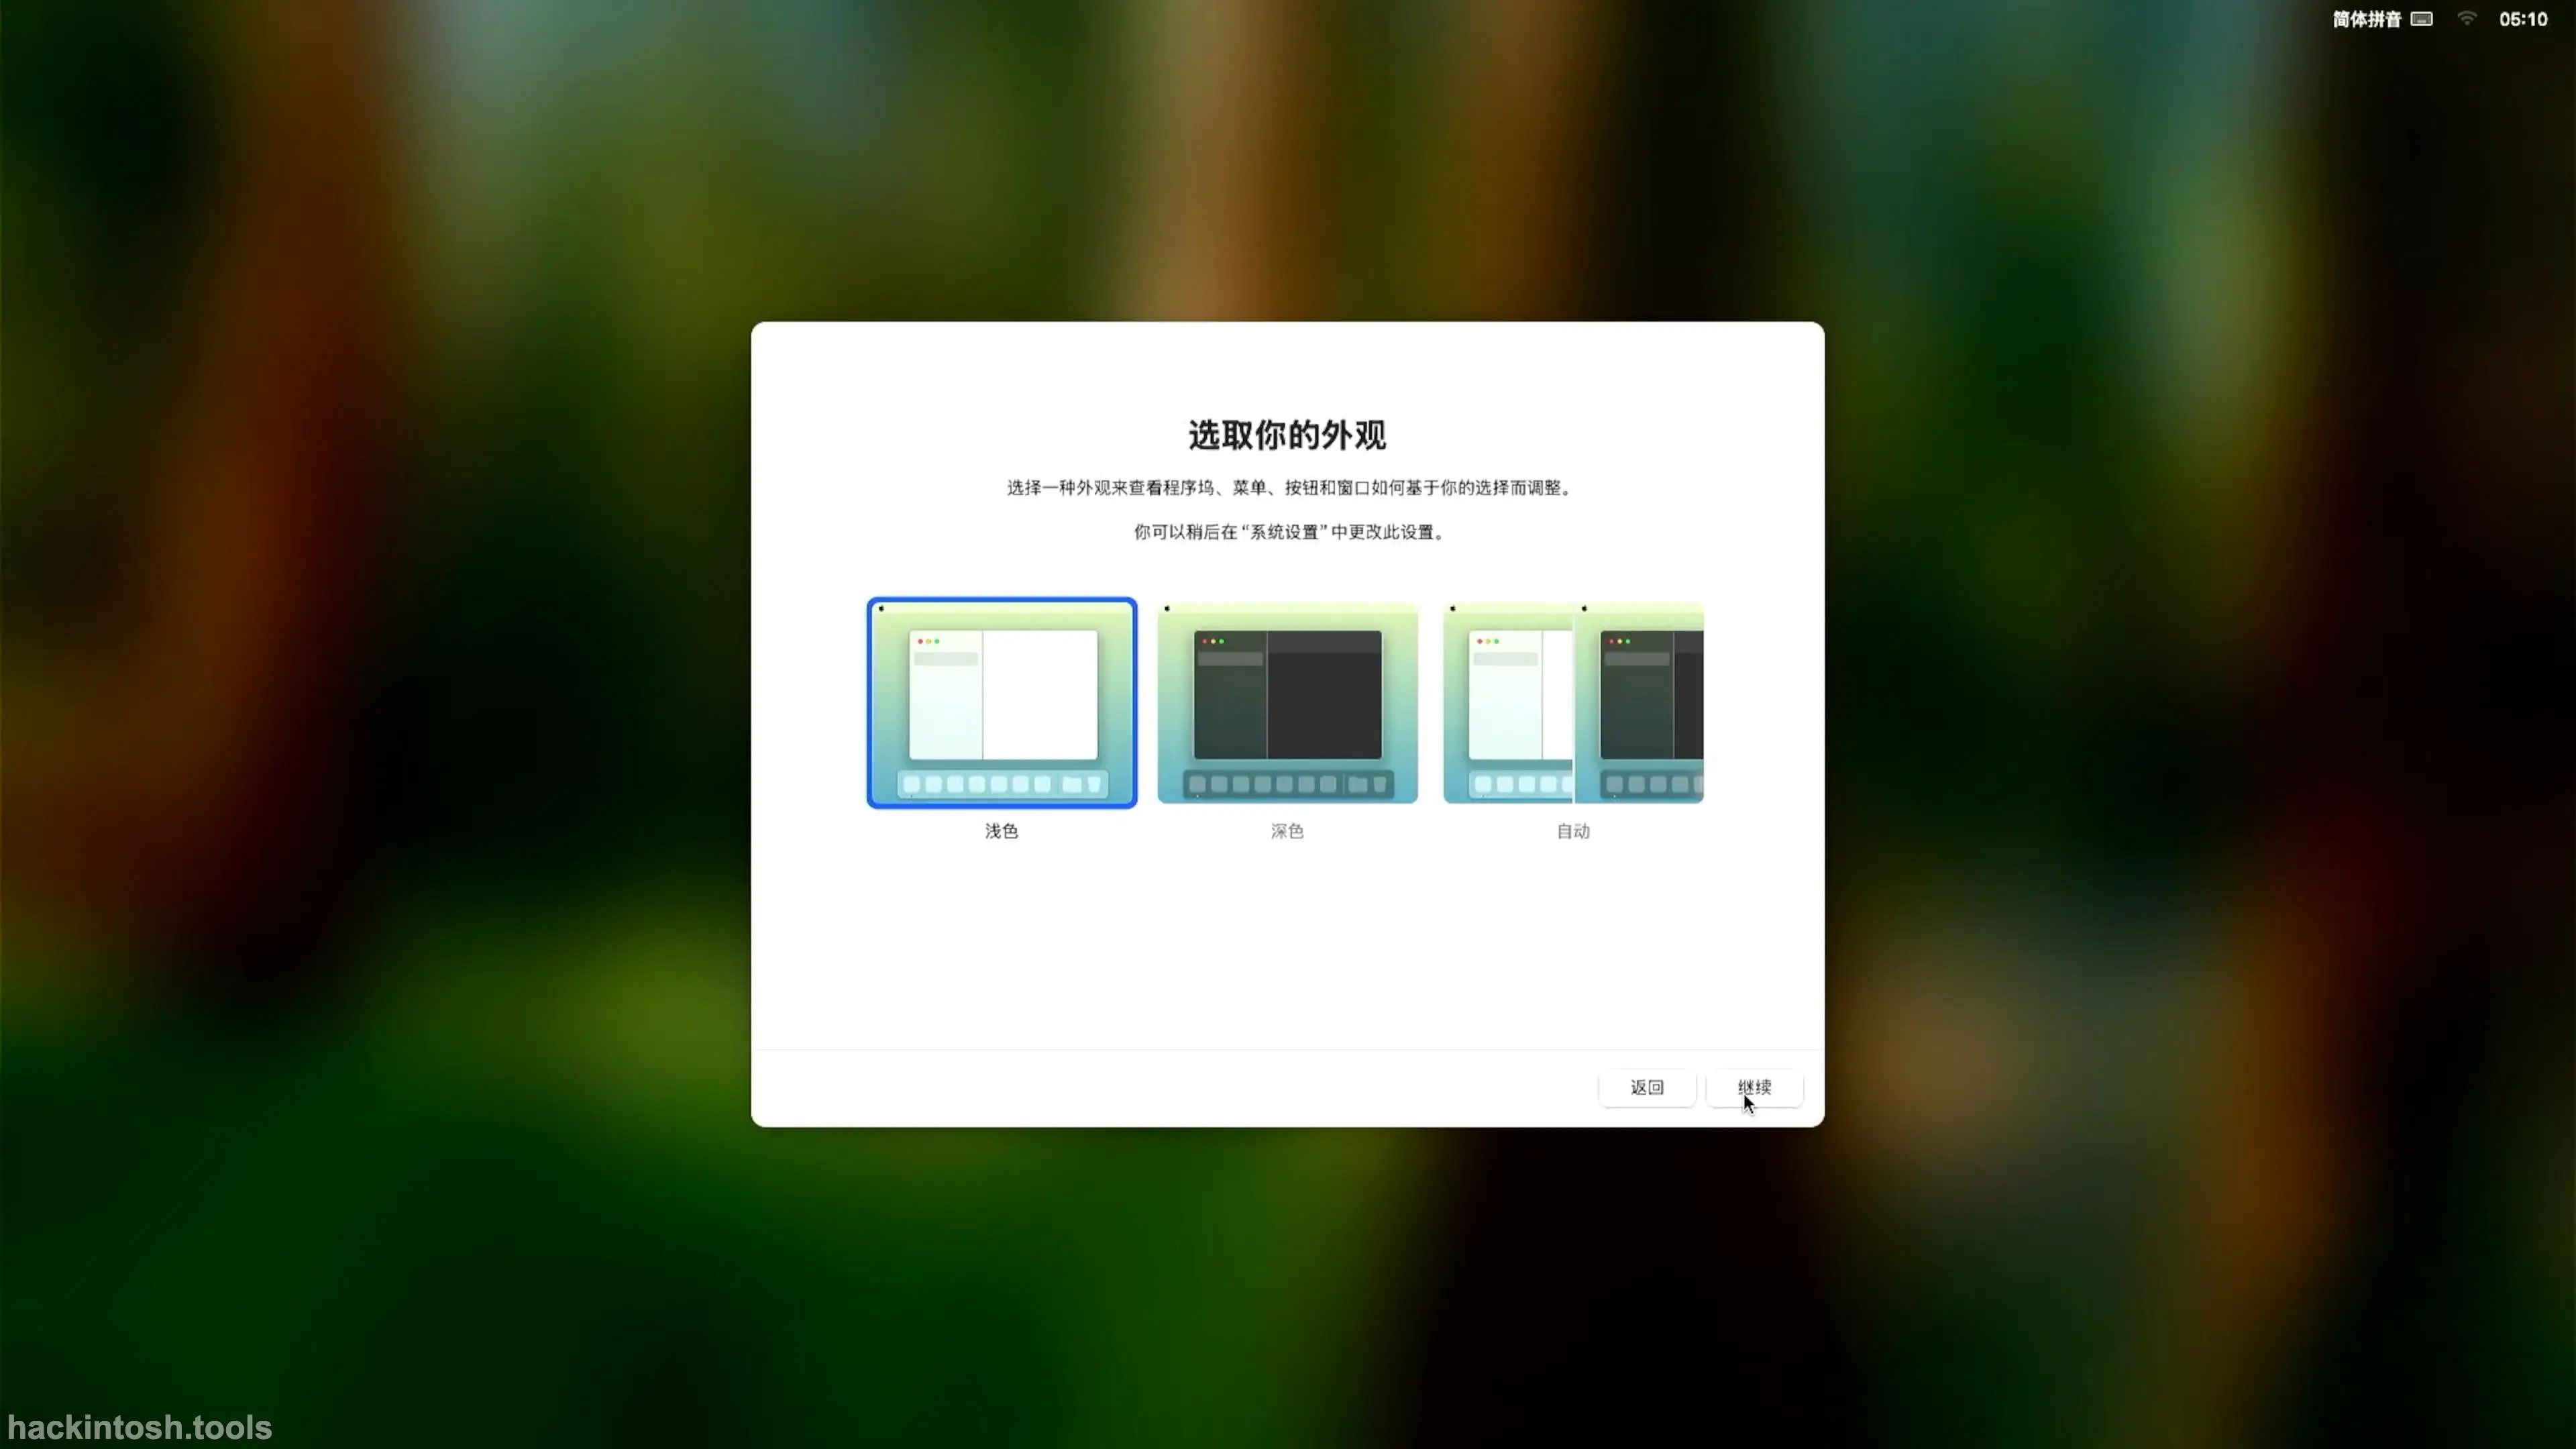 简体拼音 05:10
选取你的外观
选择一种外观来查看程序坞、菜单、按钮和窗口如何基于你的选择而调整。
你可以稍后在“系统设置”中更改此设置。
浅色
深色
自动
返回
继续
hackintosh.tools